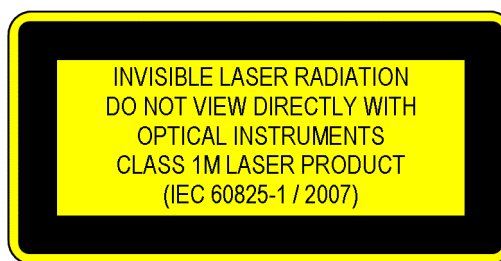 INVISIBLE LASER RADIATION
DO NOT VIEW DIRECTLY WITH
OPTICAL INSTRUMENTS
CLASS 1M LASER PRODUCT
(IEC 60825-1 / 2007)